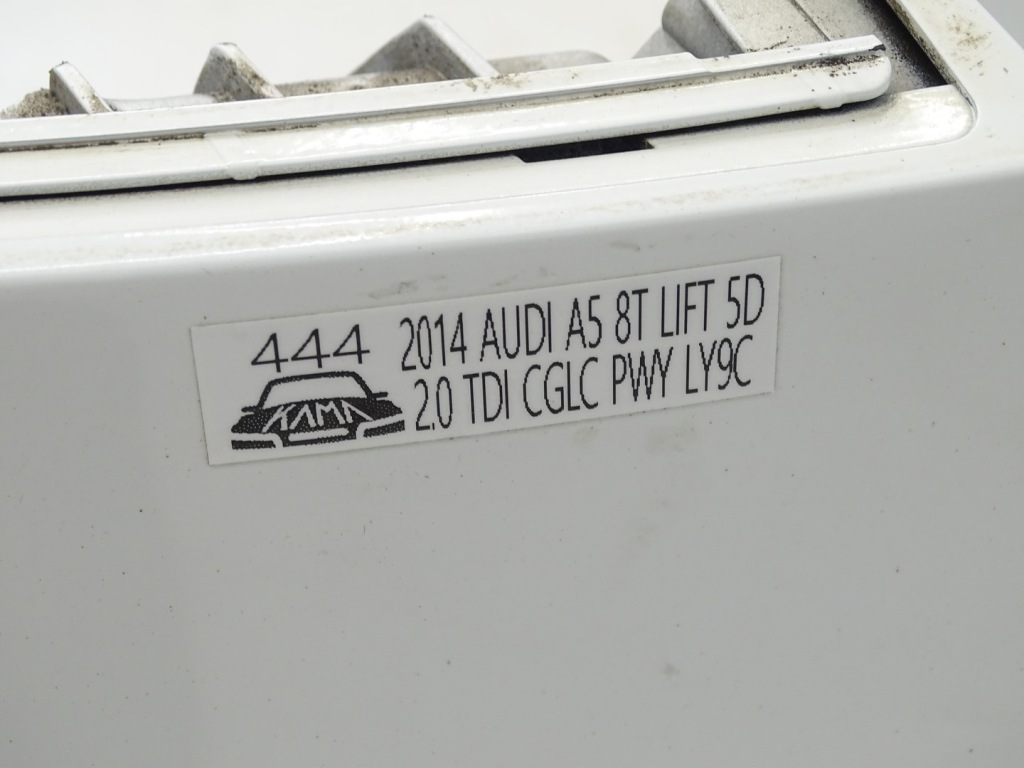 444
KAMA
2014 AUDI A5 8T LIFT 5D
2.0 TDI CGLC PWY LY9C